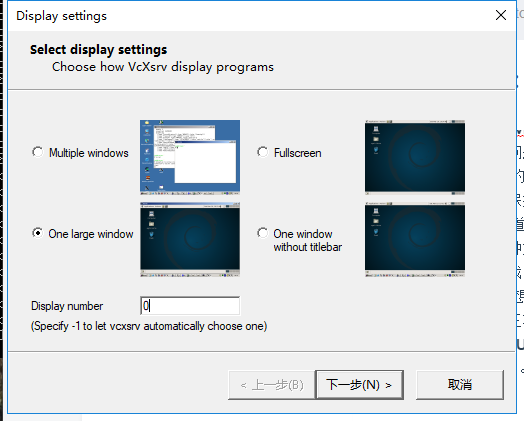 Display settings
Select display settings
Choose how VcXsrv display programs
Multiple windows
Fullscreen
One large window
One window
without titlebar
Display number
0
(Specify -1 to let vcxsrv automatically choose one)
< 上一步(B)
下一步(N) >
取消